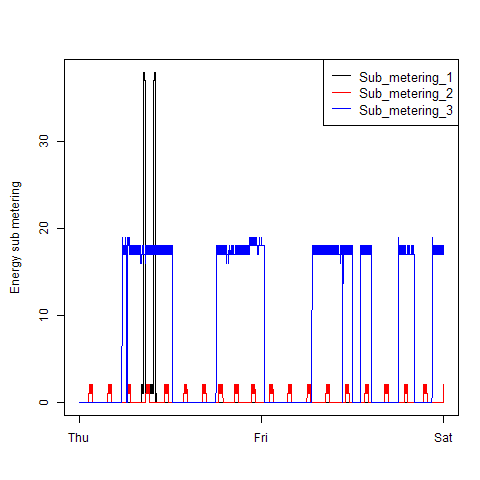 Sub_metering_1
Sub_metering_2
Sub_metering_3
Energy sub metering
30
20
10
0
Thu Fri Sat